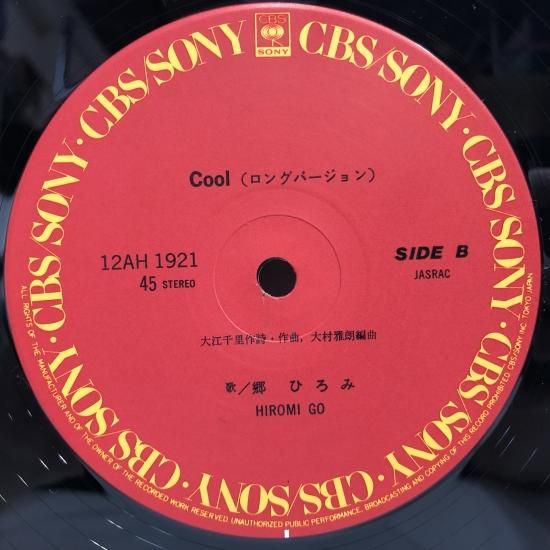 CBS
SONY
CBS/SONY · CBS/SONY · CBS/SONY · CBS/SONY · CBS/SONY · CBS/SONY · CBS/SONY · CBS/SONY
Cool (ロングバージョン)
12AH 1921
45 STEREO
SIDE B
JASRAC
大江千里作詩・作曲, 大村雅朗編曲
歌/郷 ひろみ
HIROMI GO
ALL RIGHTS OF THE MANUFACTURER AND OF THE OWNER OF THE RECORDED WORK RESERVED. UNAUTHORIZED PUBLIC PERFORMANCE. BROADCASTING AND COPYING OF THIS RECORD PROHIBITED. CBS/SONY INC. TOKYO JAPAN